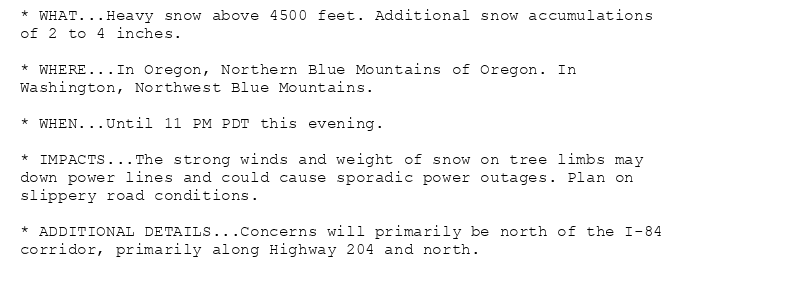 * WHAT...Heavy snow above 4500 feet. Additional snow accumulations
of 2 to 4 inches.
* WHERE...In Oregon, Northern Blue Mountains of Oregon. In
Washington, Northwest Blue Mountains.
* WHEN...Until 11 PM PDT this evening.
* IMPACTS...The strong winds and weight of snow on tree limbs may
down power lines and could cause sporadic power outages. Plan on
slippery road conditions.
* ADDITIONAL DETAILS...Concerns will primarily be north of the I-84
corridor, primarily along Highway 204 and north.